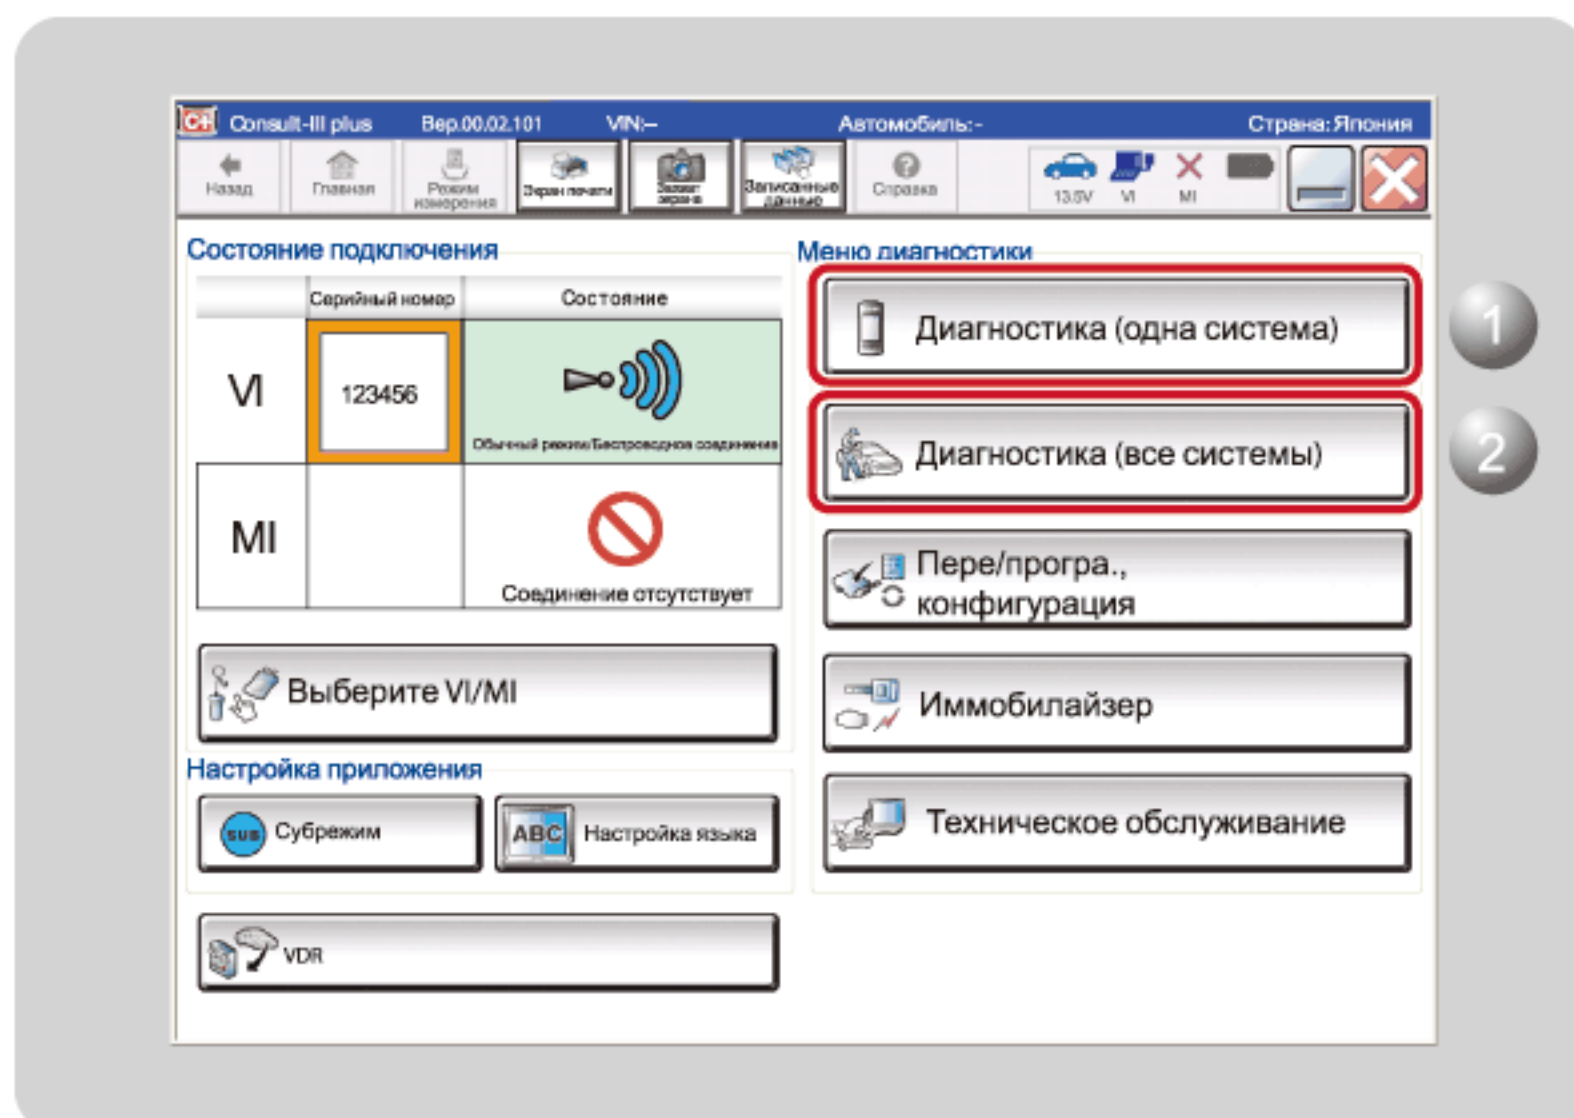 C+ Consult-III plus Вер.00.02.101 VIN:-- Автомобиль:- Страна:Япония
Назад
Главная
Режим
измерения
Экран печати
Захват
экрана
Записанные
данные
Справка
13.5V VI MI
Состояние подключения
Серийный номер Состояние
VI 123456
Обычный режим/Беспроводное соединение
MI
Соединение отсутствует
Выберите VI/MI
Настройка приложения
SUB Субрежим
ABC Настройка языка
VDR
Меню диагностики
Диагностика (одна система)
1
Диагностика (все системы)
2
Пере/програ.,
конфигурация
Иммобилайзер
Техническое обслуживание